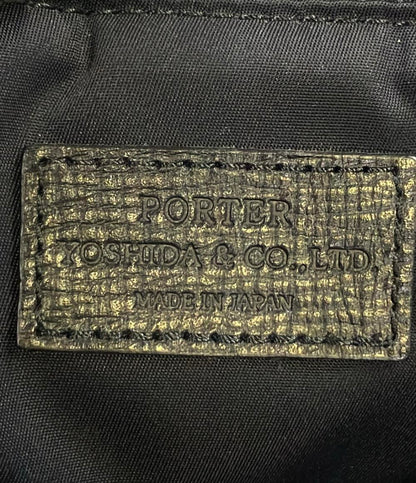 PORTER
YOSHIDA & CO., LTD.
MADE IN JAPAN